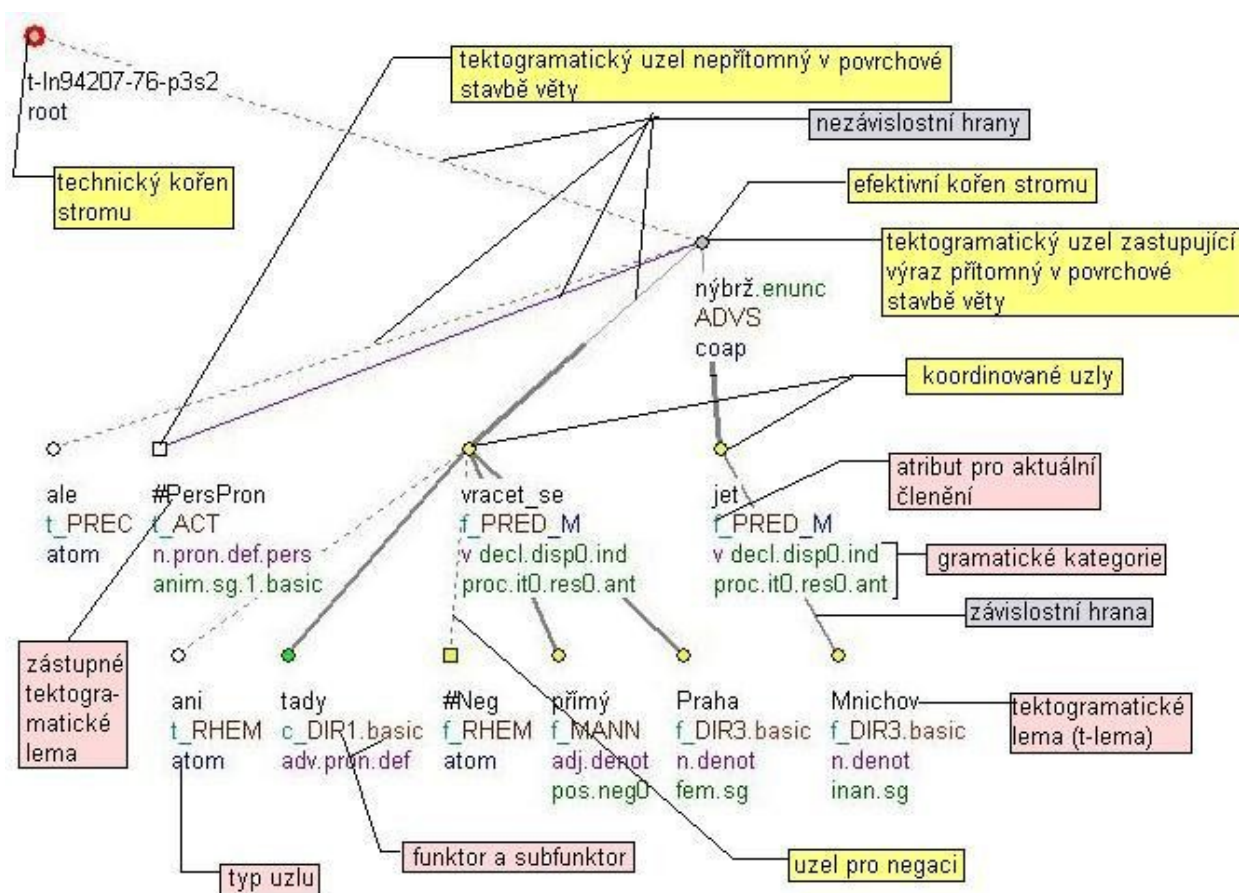 tektogramatický uzel nepřítomný v povrchové
stavbě věty
t-ln94207-76-p3s2
root
nezávislostní hrany
technický kořen
stromu
efektivní kořen stromu
tektogramatický uzel zastupující
výraz přítomný v povrchové
stavbě věty
nýbrž.enunc
ADVS
coap
koordinované uzly
atribut pro aktuální
členění
ale
t_PREC
atom
#PersPron
t_ACT
n.pron.def.pers
anim.sg.1.basic
vracet_se
f_PRED_M
v decl.disp0.ind
proc.it0.res0.ant
jet
f_PRED_M
v decl.disp0.ind
proc.it0.res0.ant
gramatické kategorie
závislostní hrana
zástupné
tektogra-
matické
lema
ani
t_RHEM
atom
tady
c_DIR1.basic
adv.pron.def
#Neg
f_RHEM
atom
přímý
f_MANN
adj.denot
pos.neg0
Praha
f_DIR3.basic
n.denot
fem.sg
Mnichov
f_DIR3.basic
n.denot
inan.sg
tektogramatické
lema (t-lema)
typ uzlu
funktor a subfunktor
uzel pro negaci